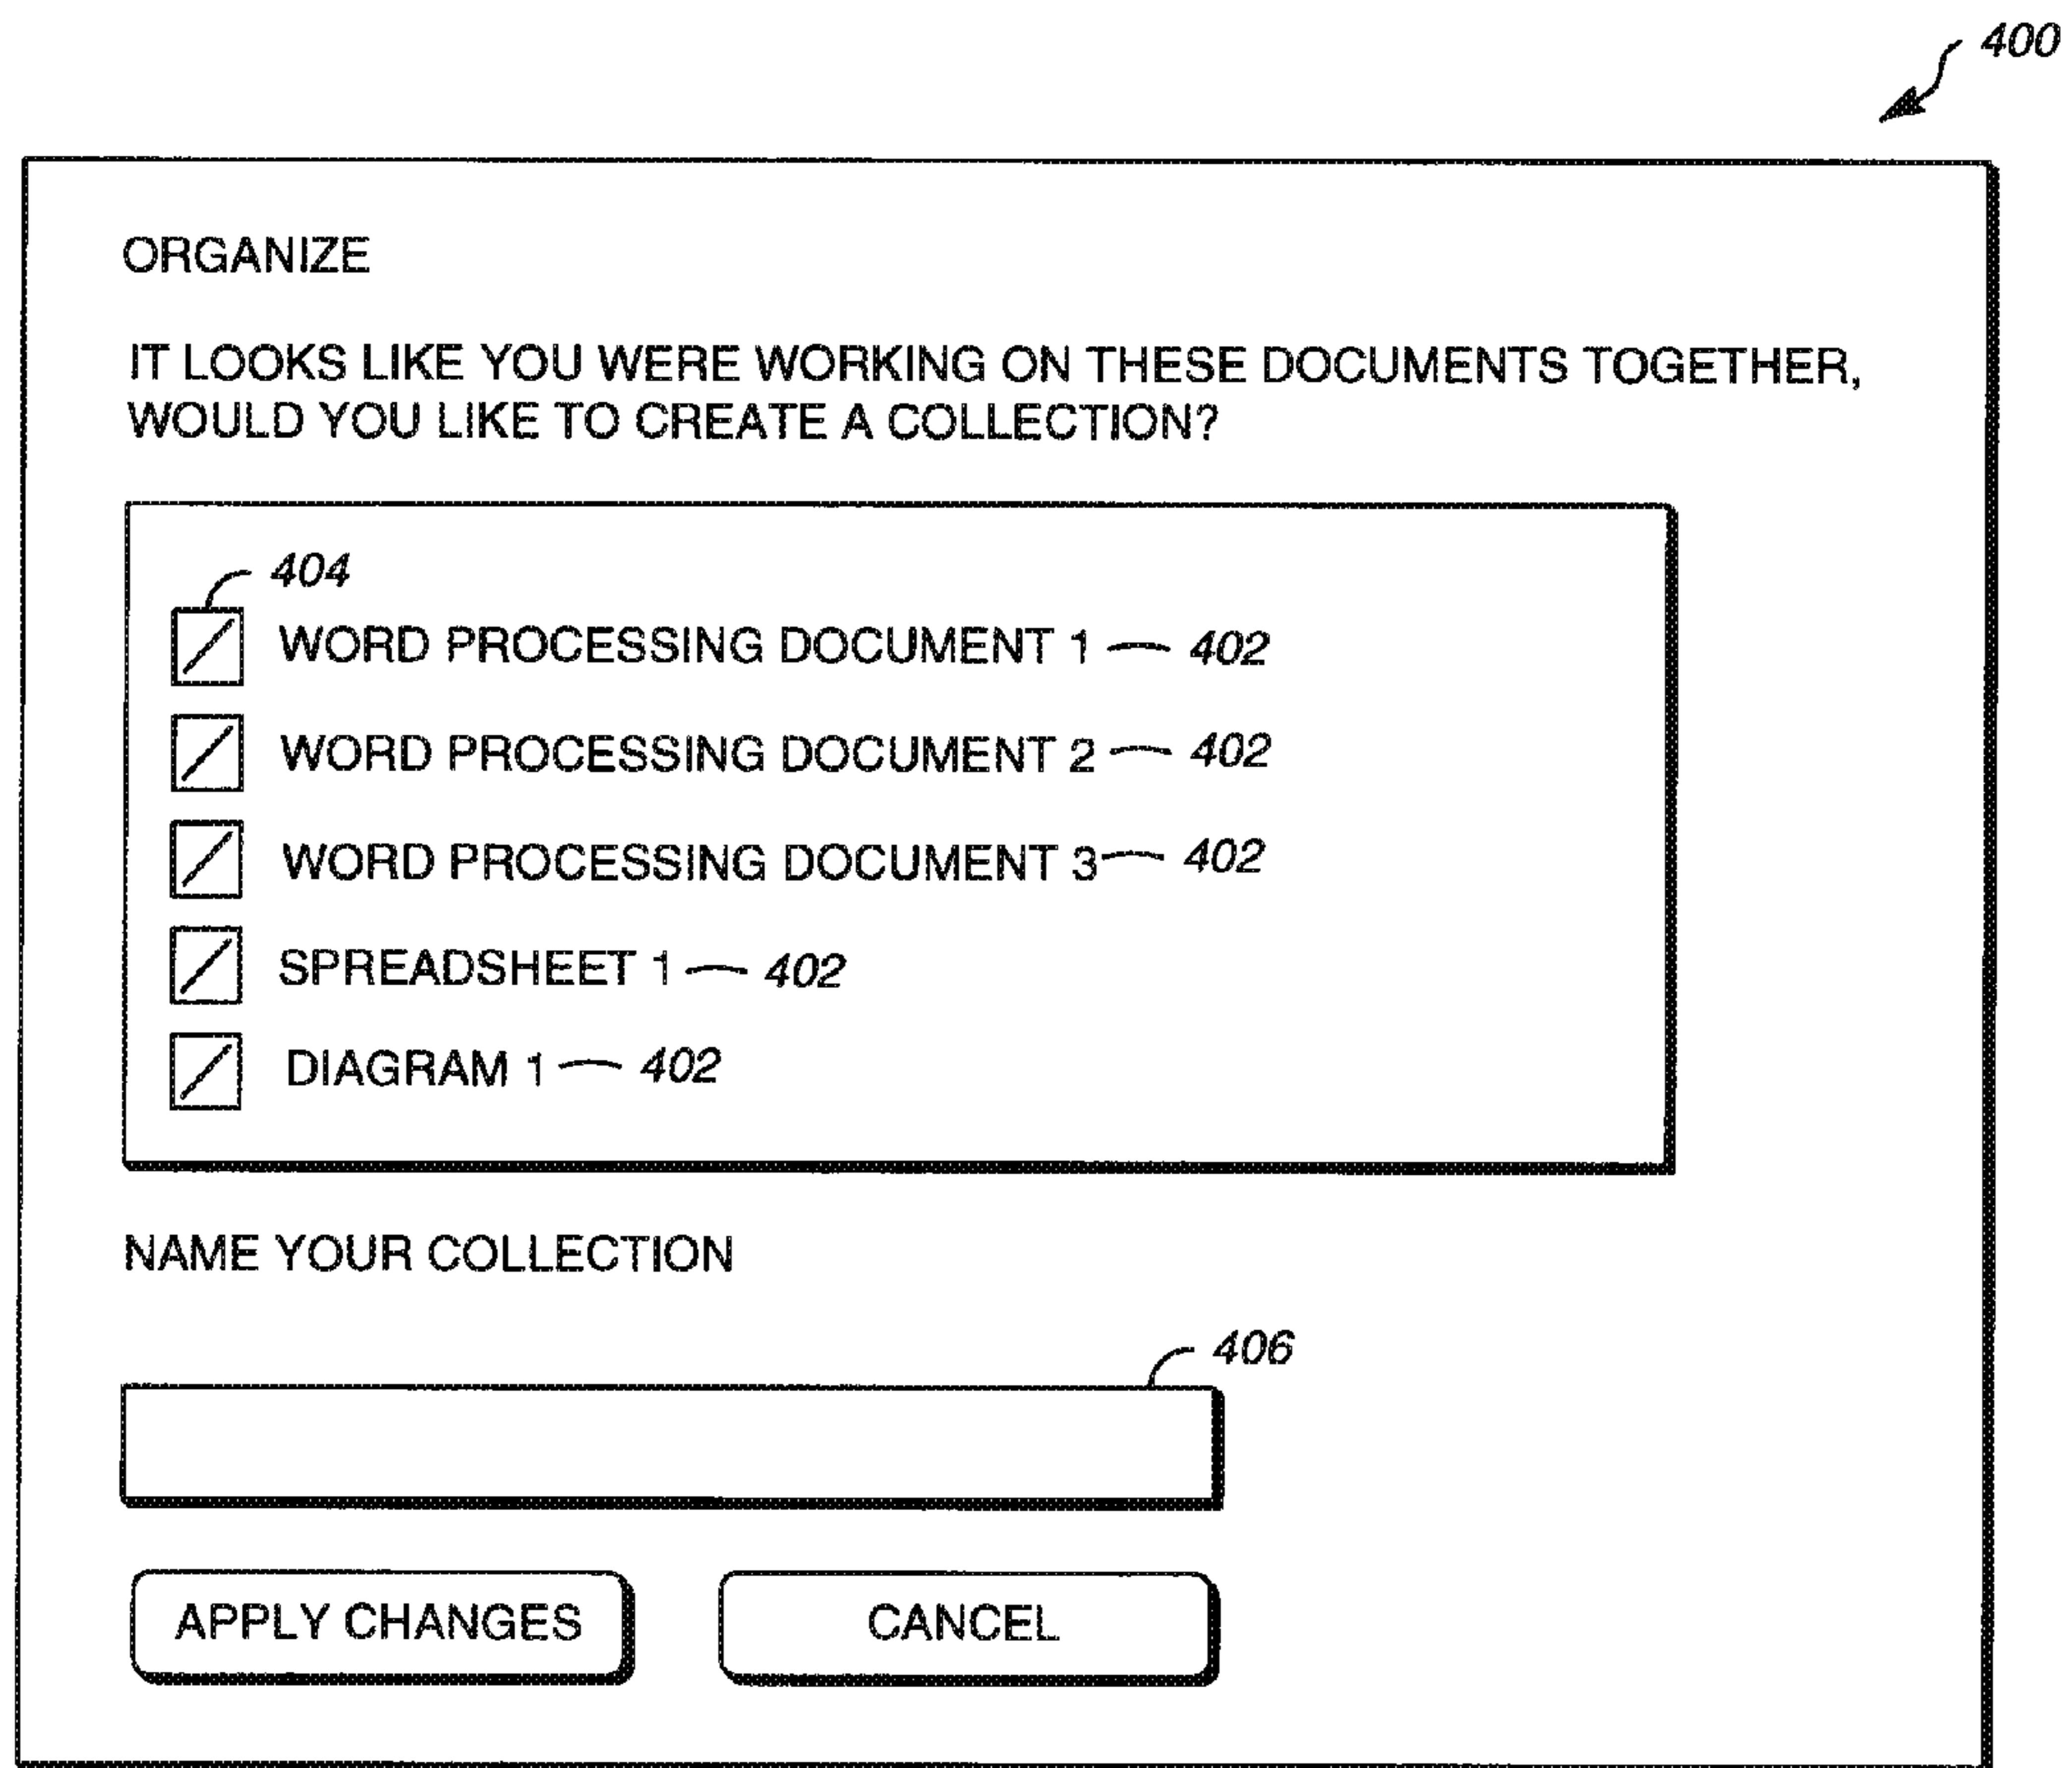 400
ORGANIZE
IT LOOKS LIKE YOU WERE WORKING ON THESE DOCUMENTS TOGETHER,
WOULD YOU LIKE TO CREATE A COLLECTION?
404
WORD PROCESSING DOCUMENT 1 402
WORD PROCESSING DOCUMENT 2 402
WORD PROCESSING DOCUMENT 3 402
SPREADSHEET 1 402
DIAGRAM 1 402
NAME YOUR COLLECTION
406
APPLY CHANGES CANCEL